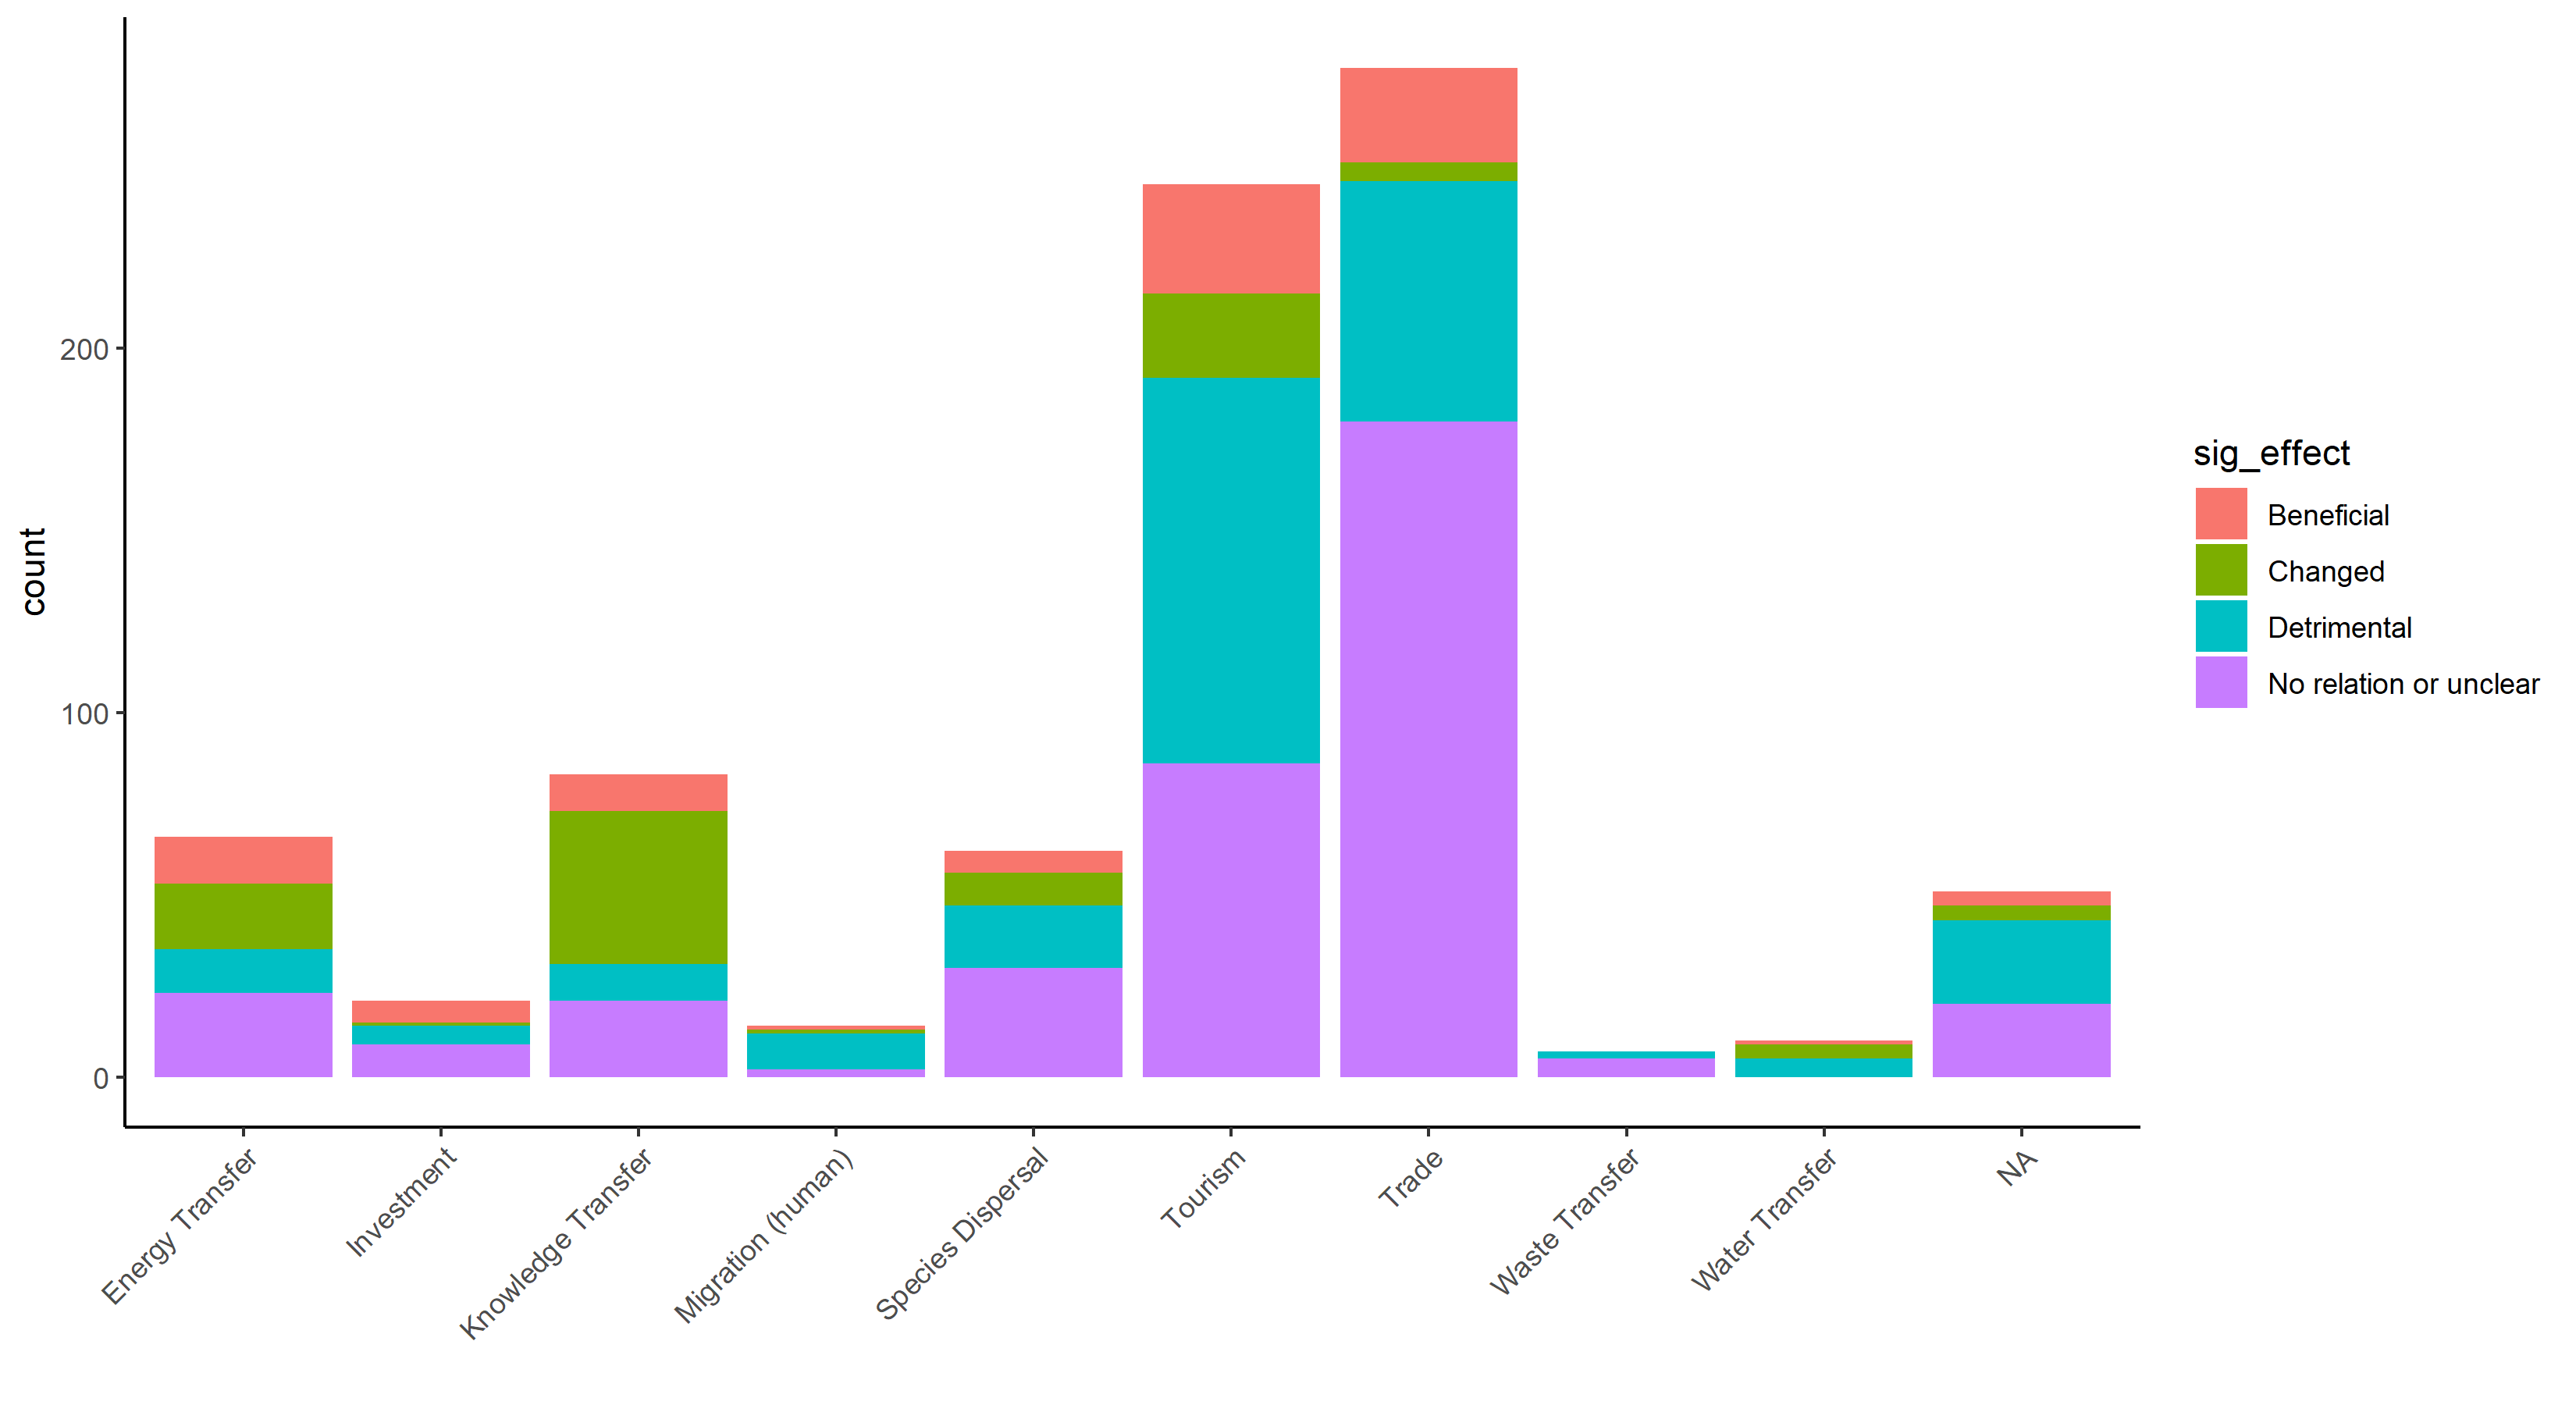 count
200
100
0
Energy Transfer
Investment
Knowledge Transfer
Migration (human)
Species Dispersal
Tourism
Trade
Waste Transfer
Water Transfer
NA
sig_effect
Beneficial
Changed
Detrimental
No relation or unclear